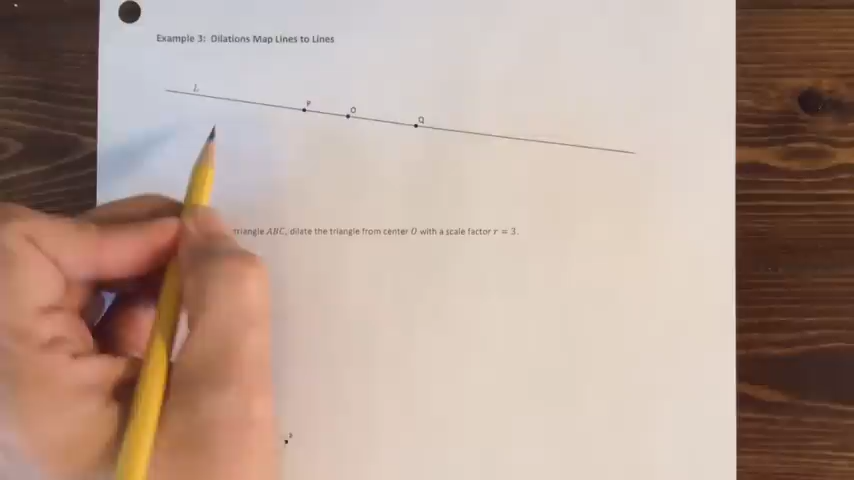 Example 3: Dilations Map Lines to Lines
L
P O Q
triangle ABC, dilate the triangle from center O with a scale factor r = 3.